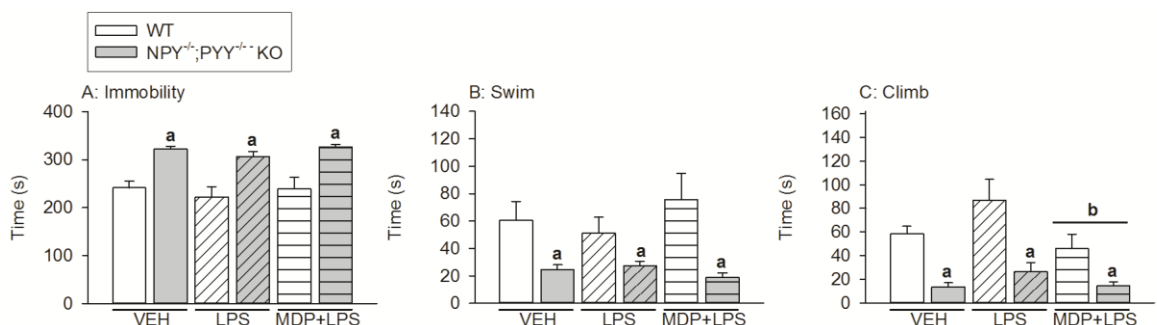 WT
NPY-/-;PYY-/-- KO
A: Immobility
B: Swim
C: Climb
Time (s)
400
300
200
100
0
a
a
a
VEH
LPS
MDP+LPS
Time (s)
140
120
100
80
60
40
20
0
a
a
a
VEH
LPS
MDP+LPS
Time (s)
160
140
120
100
80
60
40
20
0
a
a
b
a
VEH
LPS
MDP+LPS